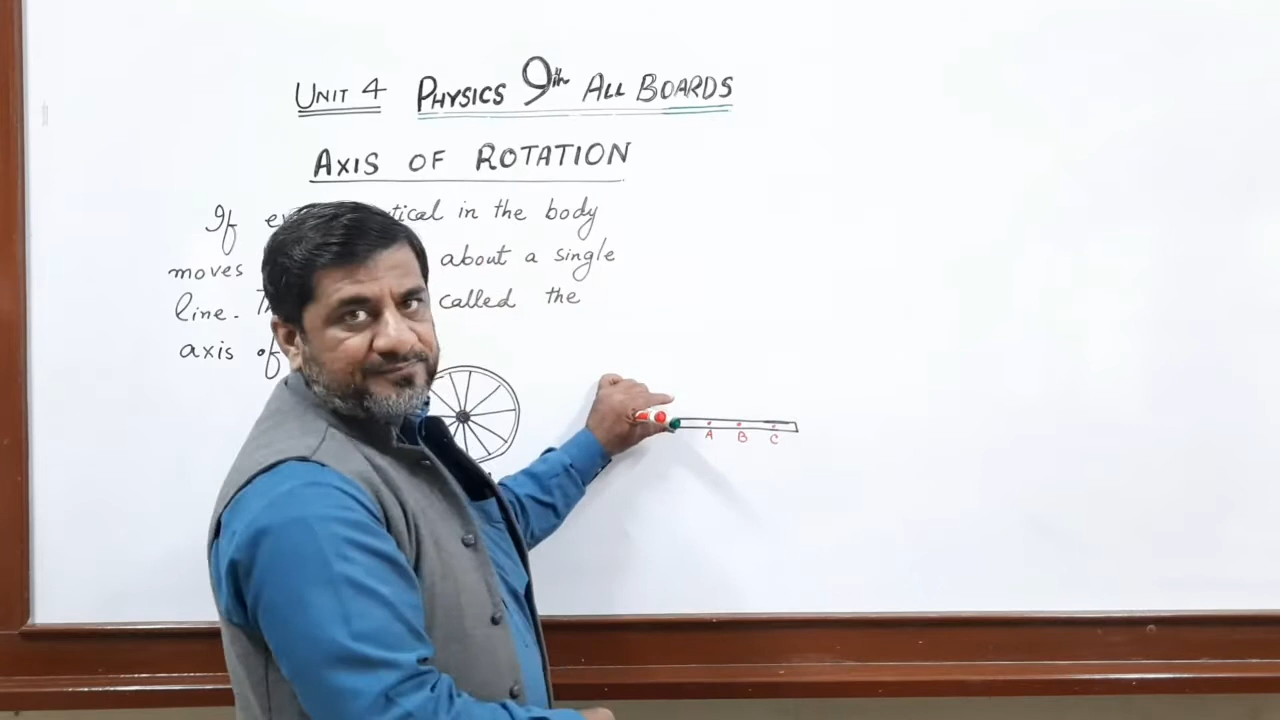 UNIT 4 PHYSICS 9th ALL BOARDS
AXIS OF ROTATION
If in the body
moves about a single
line. called the
axis of
A B C